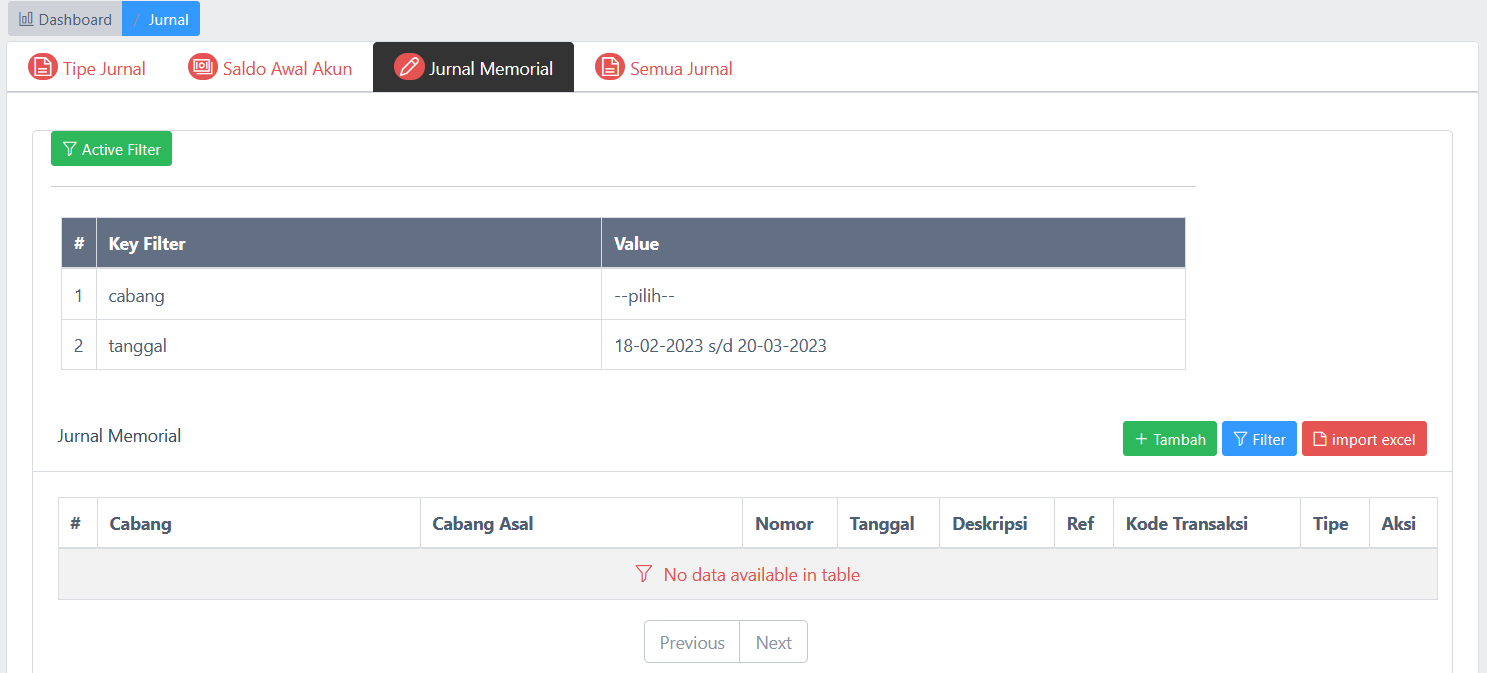 Dashboard / Jurnal
Tipe Jurnal Saldo Awal Akun Jurnal Memorial Semua Jurnal
Active Filter
# Key Filter Value
1 cabang --pilih--
2 tanggal 18-02-2023 s/d 20-03-2023
Jurnal Memorial + Tambah Filter import excel
# Cabang Cabang Asal Nomor Tanggal Deskripsi Ref Kode Transaksi Tipe Aksi
No data available in table
Previous Next